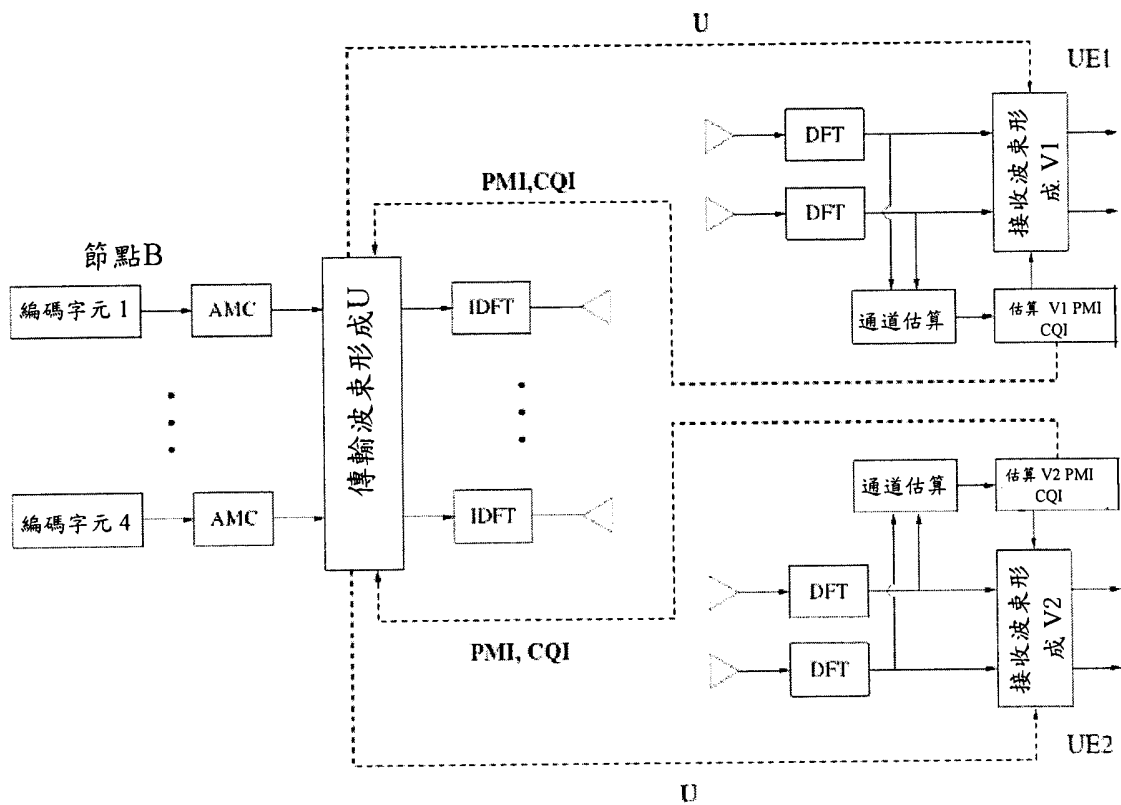 U
UE1
DFT
DFT
接收波束形
成 V1
PMI,CQI
通道估算
估算 V1 PMI
CQI
節點B
編碼字元 1
AMC
傳輸波束形成 U
IDFT
編碼字元 4
AMC
IDFT
通道估算
估算 V2 PMI
CQI
DFT
DFT
接收波束形
成 V2
PMI, CQI
UE2
U